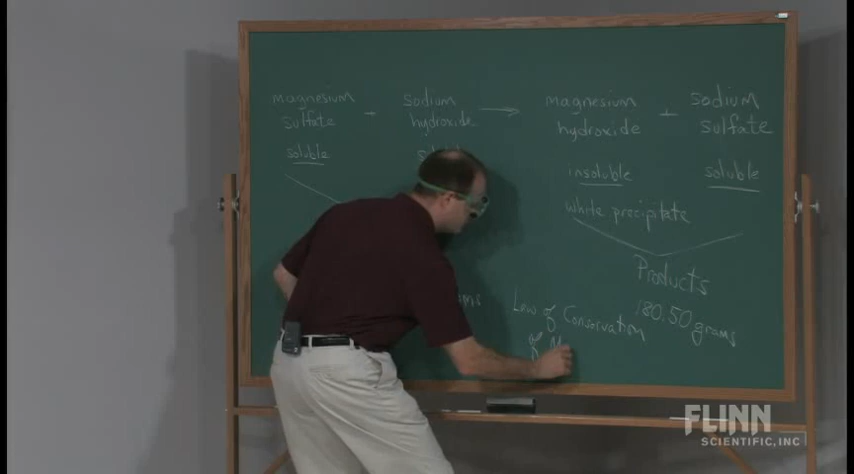 magnesium
sulfate
soluble
+
sodium
hydroxide
→
magnesium
hydroxide
insoluble
white precipitate
+
sodium
sulfate
soluble
Products
180.50 grams
Law of Conservation
of
FLINN
SCIENTIFIC, INC